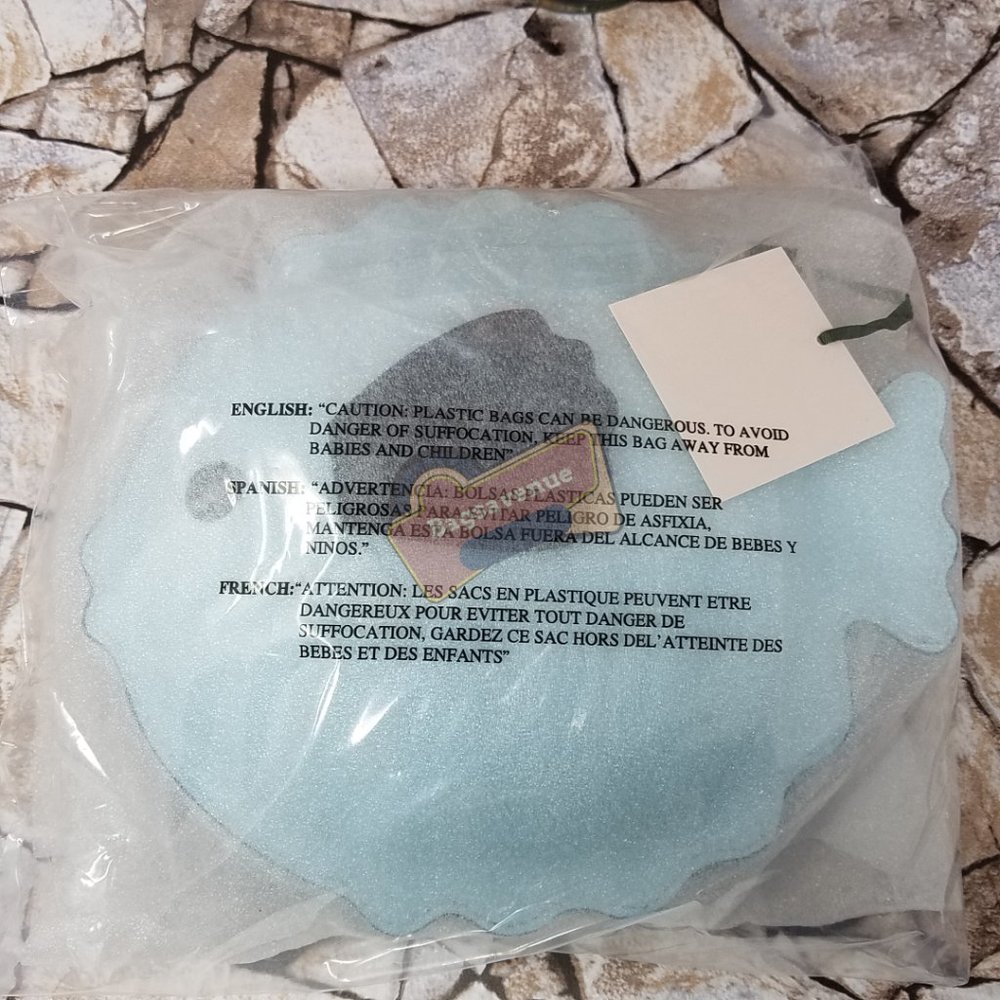 ENGLISH: "CAUTION: PLASTIC BAGS CAN BE DANGEROUS. TO AVOID
DANGER OF SUFFOCATION, KEEP THIS BAG AWAY FROM
BABIES AND CHILDREN"
SPANISH: "ADVERTENCIA: BOLSAS PLASTICAS PUEDEN SER
PELIGROSAS PARA EVITAR PELIGRO DE ASFIXIA,
MANTENGA ESTA BOLSA FUERA DEL ALCANCE DE BEBES Y
NINOS."
Bagsavenue
FRENCH:"ATTENTION: LES SACS EN PLASTIQUE PEUVENT ETRE
DANGEREUX POUR EVITER TOUT DANGER DE
SUFFOCATION, GARDEZ CE SAC HORS DEL'ATTEINTE DES
BEBES ET DES ENFANTS"